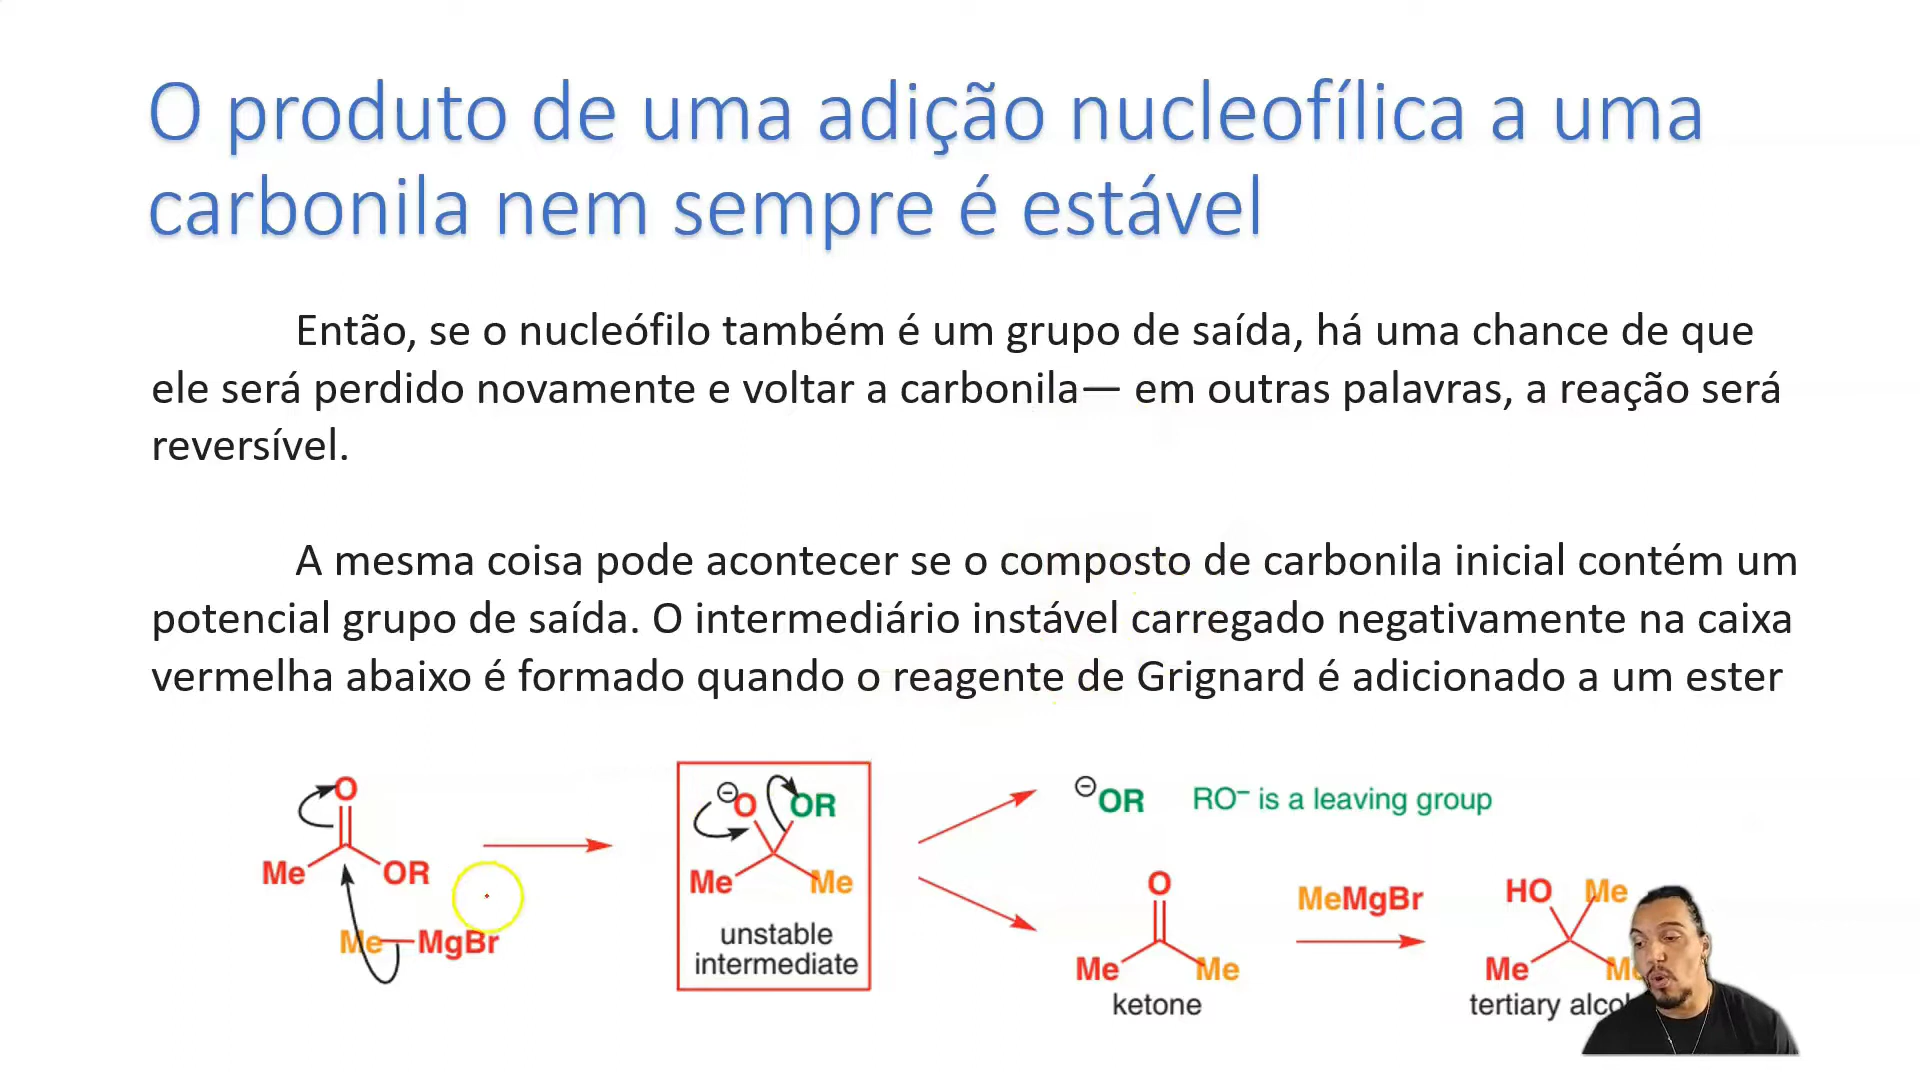 O produto de uma adição nucleofílica a uma
carbonila nem sempre é estável
Então, se o nucleófilo também é um grupo de saída, há uma chance de que
ele será perdido novamente e voltar a carbonila— em outras palavras, a reação será
reversível.
A mesma coisa pode acontecer se o composto de carbonila inicial contém um
potencial grupo de saída. O intermediário instável carregado negativamente na caixa
vermelha abaixo é formado quando o reagente de Grignard é adicionado a um ester
O
Me OR
Me MgBr
⊖O OR
Me Me
unstable
intermediate
⊖OR RO⁻ is a leaving group
O
Me Me
ketone
MeMgBr
HO Me
Me
tertiary